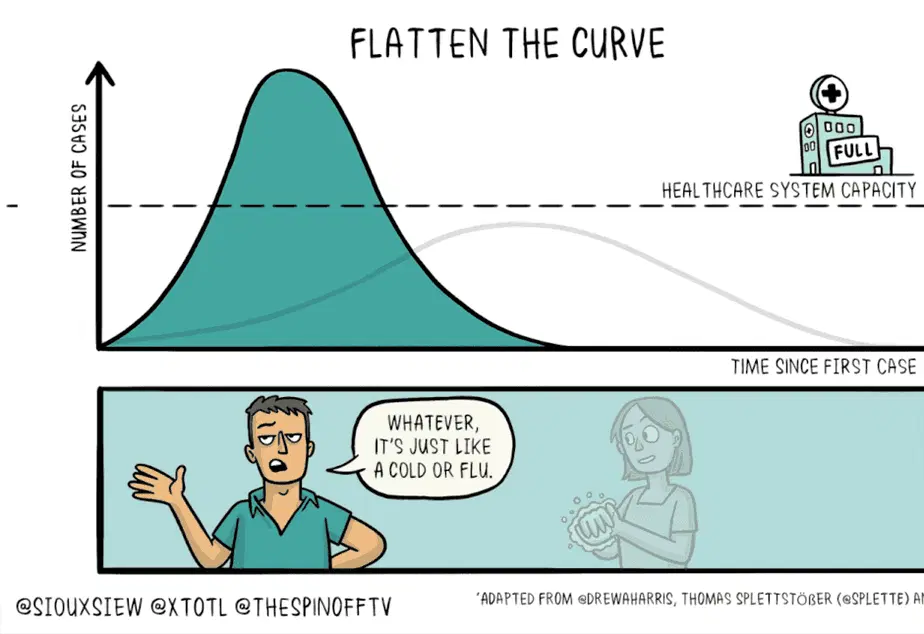 FLATTEN THE CURVE
NUMBER OF CASES
FULL
HEALTHCARE SYSTEM CAPACITY
TIME SINCE FIRST CASE
WHATEVER,
IT'S JUST LIKE
A COLD OR FLU.
@SIOUXSIEW @XTOTL @THESPINOFFTV
'ADAPTED FROM @DREWAHARRIS, THOMAS SPLETTSTÖßER (@SPLETTE)